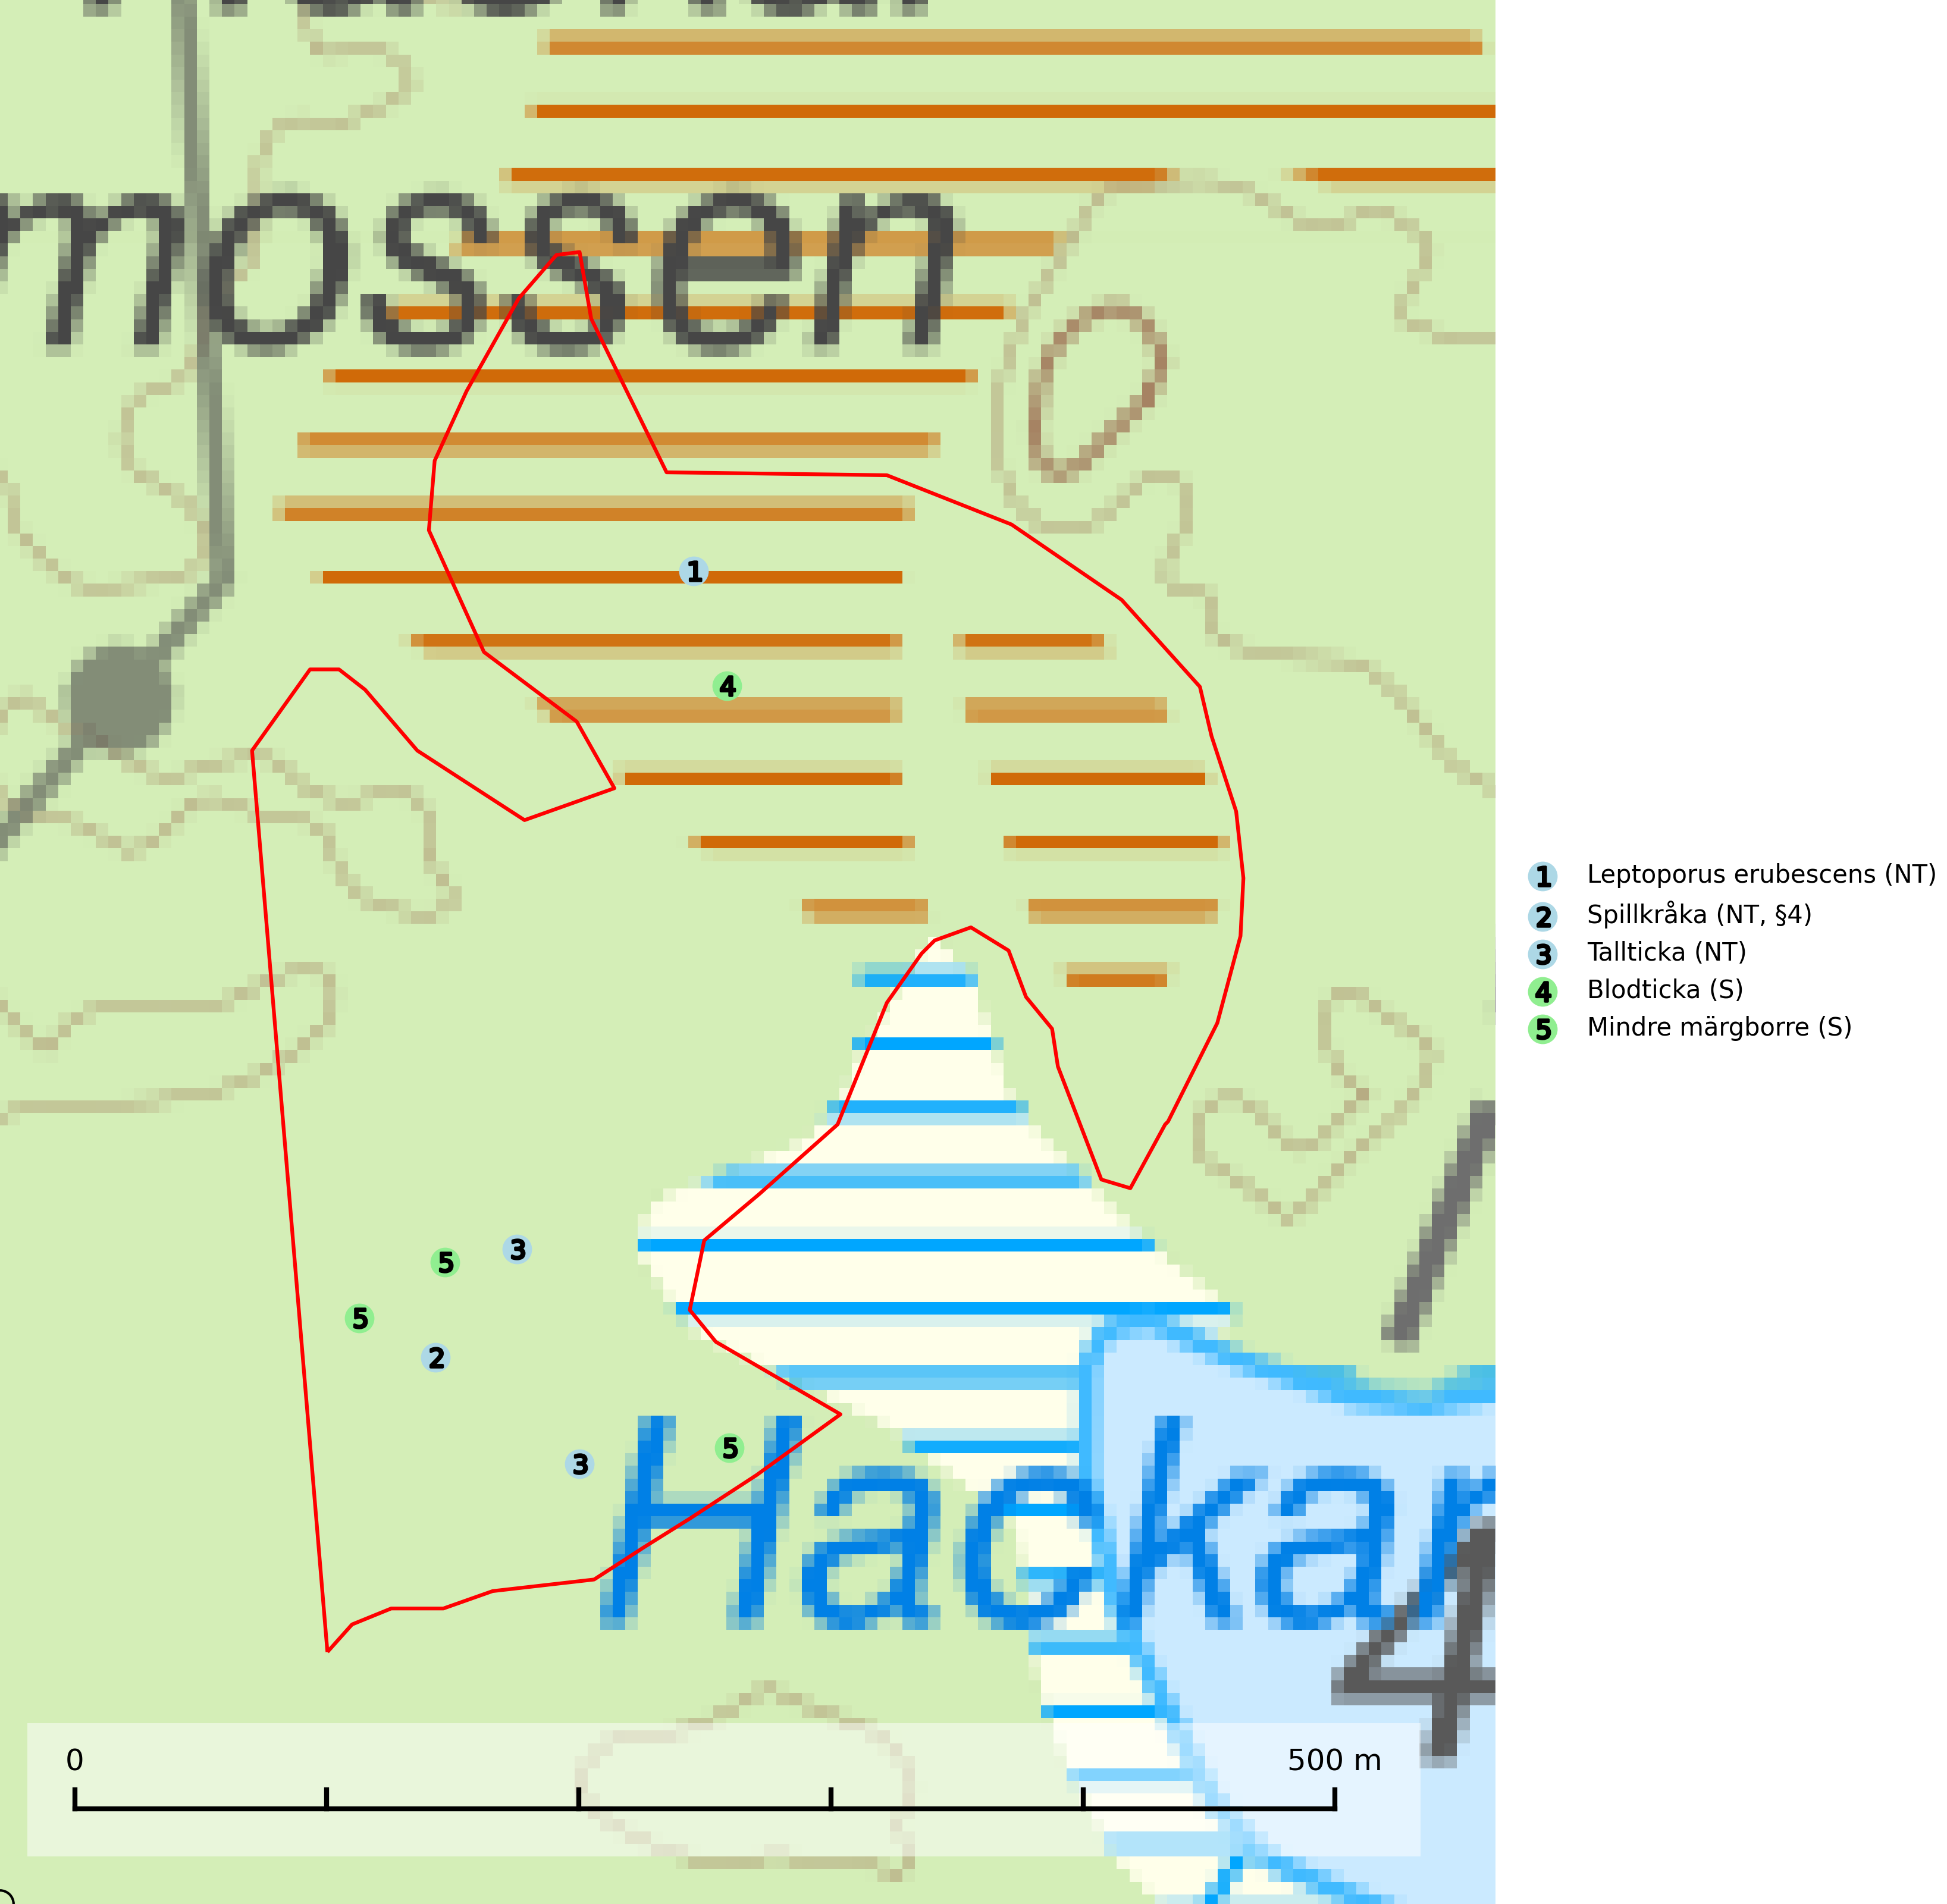 mossen
1
4
3
5
5
2
5
3
Hackar
4
0 500 m
1 Leptoporus erubescens (NT)
2 Spillkråka (NT, §4)
3 Tallticka (NT)
4 Blodticka (S)
5 Mindre märgborre (S)